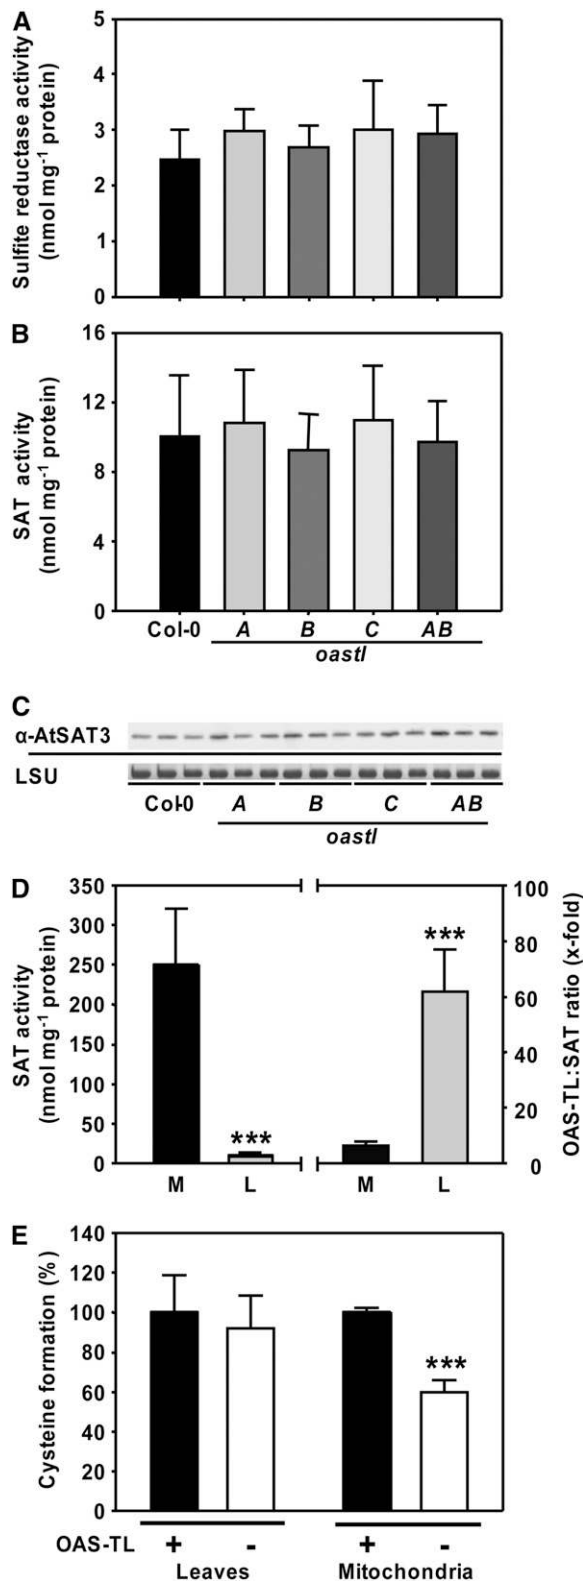 A
Sulfite reductase activity
(nmol mg-1 protein)
5
4
3
2
1
0
B
SAT activity
(nmol mg-1 protein)
16
12
8
4
0
Col-0 A B C AB
oastl
C
α-AtSAT3
LSU
Col-0 A B C AB
oastl
D
SAT activity
(nmol mg-1 protein)
350
300
250
200
150
100
50
0
***
***
100
80
60
40
20
0
OAS-TL:SAT ratio (x-fold)
M L M L
E
Cysteine formation (%)
140
120
100
80
60
40
20
0
***
OAS-TL + - + -
Leaves Mitochondria